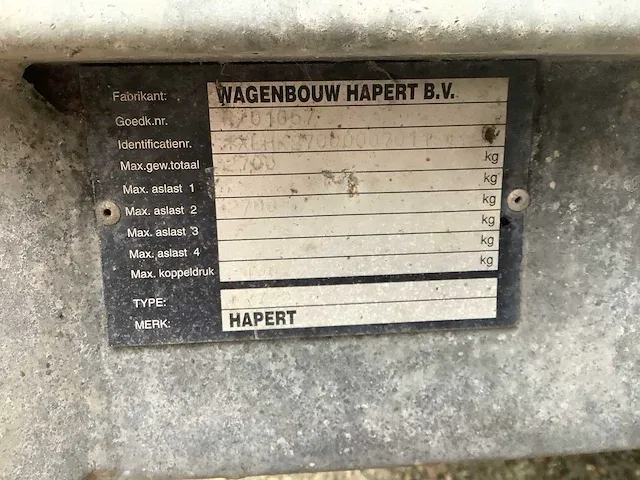 Fabrikant: WAGENBOUW HAPERT B.V.
Goedk.nr.
Identificatienr.
Max.gew.totaal 2700 kg
Max. aslast 1 kg
Max. aslast 2 kg
Max. aslast 3 kg
Max. aslast 4 kg
Max. koppeldruk kg
TYPE:
MERK: HAPERT